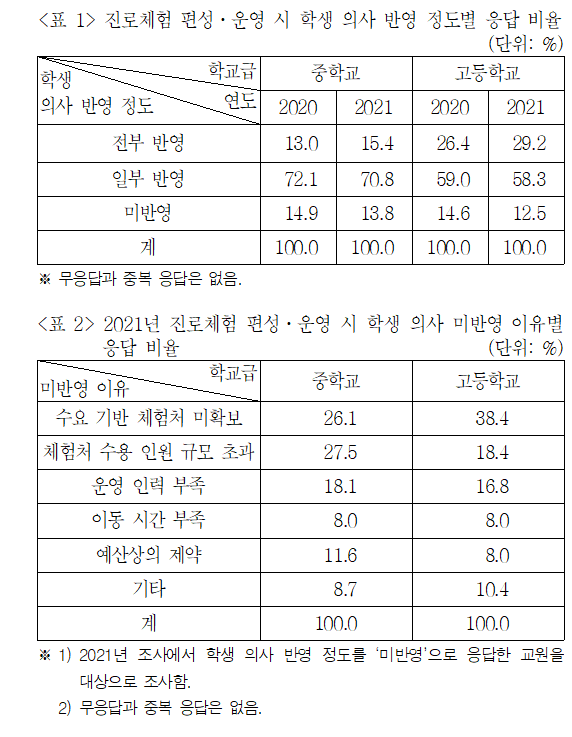 <표 1> 진로체험 편성·운영 시 학생 의사 반영 정도별 응답 비율
(단위: %)
학교급 중학교 고등학교
학생
의사 반영 정도 연도 2020 2021 2020 2021
전부 반영 13.0 15.4 26.4 29.2
일부 반영 72.1 70.8 59.0 58.3
미반영 14.9 13.8 14.6 12.5
계 100.0 100.0 100.0 100.0
※ 무응답과 중복 응답은 없음.
<표 2> 2021년 진로체험 편성·운영 시 학생 의사 미반영 이유별
응답 비율 (단위: %)
학교급 중학교 고등학교
미반영 이유
수요 기반 체험처 미확보 26.1 38.4
체험처 수용 인원 규모 초과 27.5 18.4
운영 인력 부족 18.1 16.8
이동 시간 부족 8.0 8.0
예산상의 제약 11.6 8.0
기타 8.7 10.4
계 100.0 100.0
※ 1) 2021년 조사에서 학생 의사 반영 정도를 ‘미반영’으로 응답한 교원을
대상으로 조사함.
2) 무응답과 중복 응답은 없음.